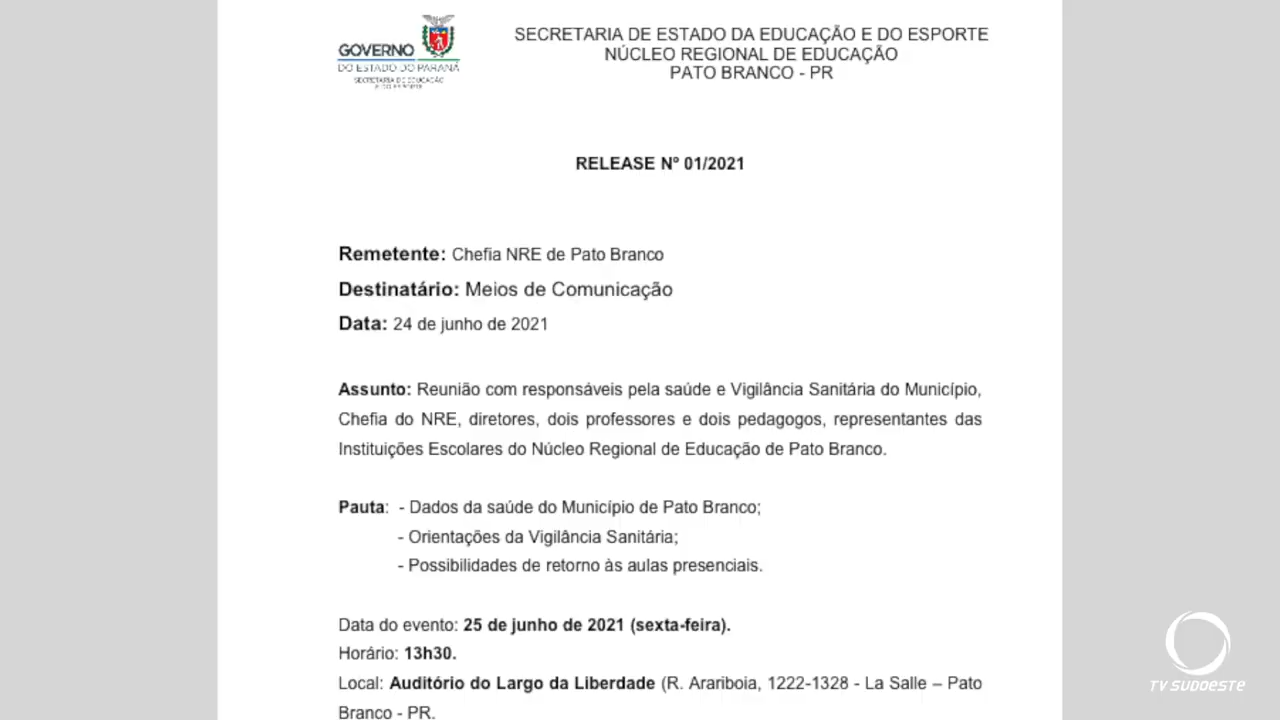 GOVERNO
DO ESTADO DO PARANÁ
SECRETARIA DE EDUCAÇÃO
SECRETARIA DE ESTADO DA EDUCAÇÃO E DO ESPORTE
NÚCLEO REGIONAL DE EDUCAÇÃO
PATO BRANCO - PR
RELEASE Nº 01/2021
Remetente: Chefia NRE de Pato Branco
Destinatário: Meios de Comunicação
Data: 24 de junho de 2021
Assunto: Reunião com responsáveis pela saúde e Vigilância Sanitária do Município,
Chefia do NRE, diretores, dois professores e dois pedagogos, representantes das
Instituições Escolares do Núcleo Regional de Educação de Pato Branco.
Pauta: - Dados da saúde do Município de Pato Branco;
- Orientações da Vigilância Sanitária;
- Possibilidades de retorno às aulas presenciais.
Data do evento: 25 de junho de 2021 (sexta-feira).
Horário: 13h30.
Local: Auditório do Largo da Liberdade (R. Arariboia, 1222-1328 - La Salle – Pato
Branco - PR.
TV SUDOESTE